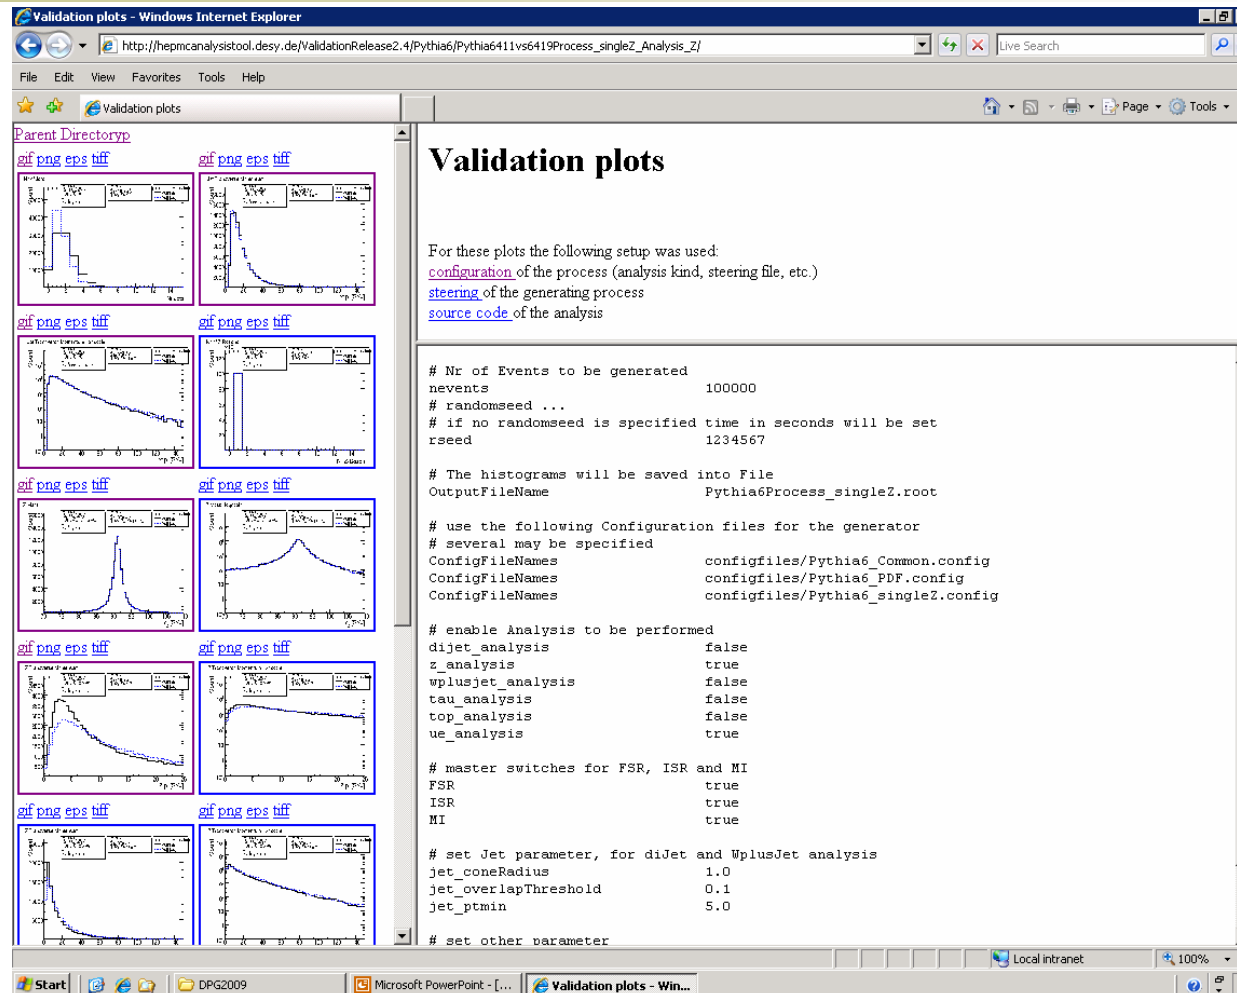 Validation plots - Windows Internet Explorer
http://hepmcanalysistool.desy.de/ValidationRelease2.4/Pythia6/Pythia6411vs6419Process_singleZ_Analysis_Z/
Live Search
File Edit View Favorites Tools Help
Validation plots
Page Tools
Parent Directoryp
gif png eps tiff gif png eps tiff
gif png eps tiff gif png eps tiff
gif png eps tiff gif png eps tiff
gif png eps tiff gif png eps tiff
gif png eps tiff gif png eps tiff
Validation plots
For these plots the following setup was used:
configuration of the process (analysis kind, steering file, etc.)
steering of the generating process
source code of the analysis
# Nr of Events to be generated
nevents 100000
# randomseed ...
# if no randomseed is specified time in seconds will be set
rseed 1234567
# The histograms will be saved into File
OutputFileName Pythia6Process_singleZ.root
# use the following Configuration files for the generator
# several may be specified
ConfigFileNames configfiles/Pythia6_Common.config
ConfigFileNames configfiles/Pythia6_PDF.config
ConfigFileNames configfiles/Pythia6_singleZ.config
# enable Analysis to be performed
dijet_analysis false
z_analysis true
wplusjet_analysis false
tau_analysis false
top_analysis false
ue_analysis true
# master switches for FSR, ISR and MI
FSR true
ISR true
MI true
# set Jet parameter, for diJet and WplusJet analysis
jet_coneRadius 1.0
jet_overlapThreshold 0.1
jet_ptmin 5.0
# set other parameter
Local intranet 100%
Start DPG2009 Microsoft PowerPoint - [... Validation plots - Win...